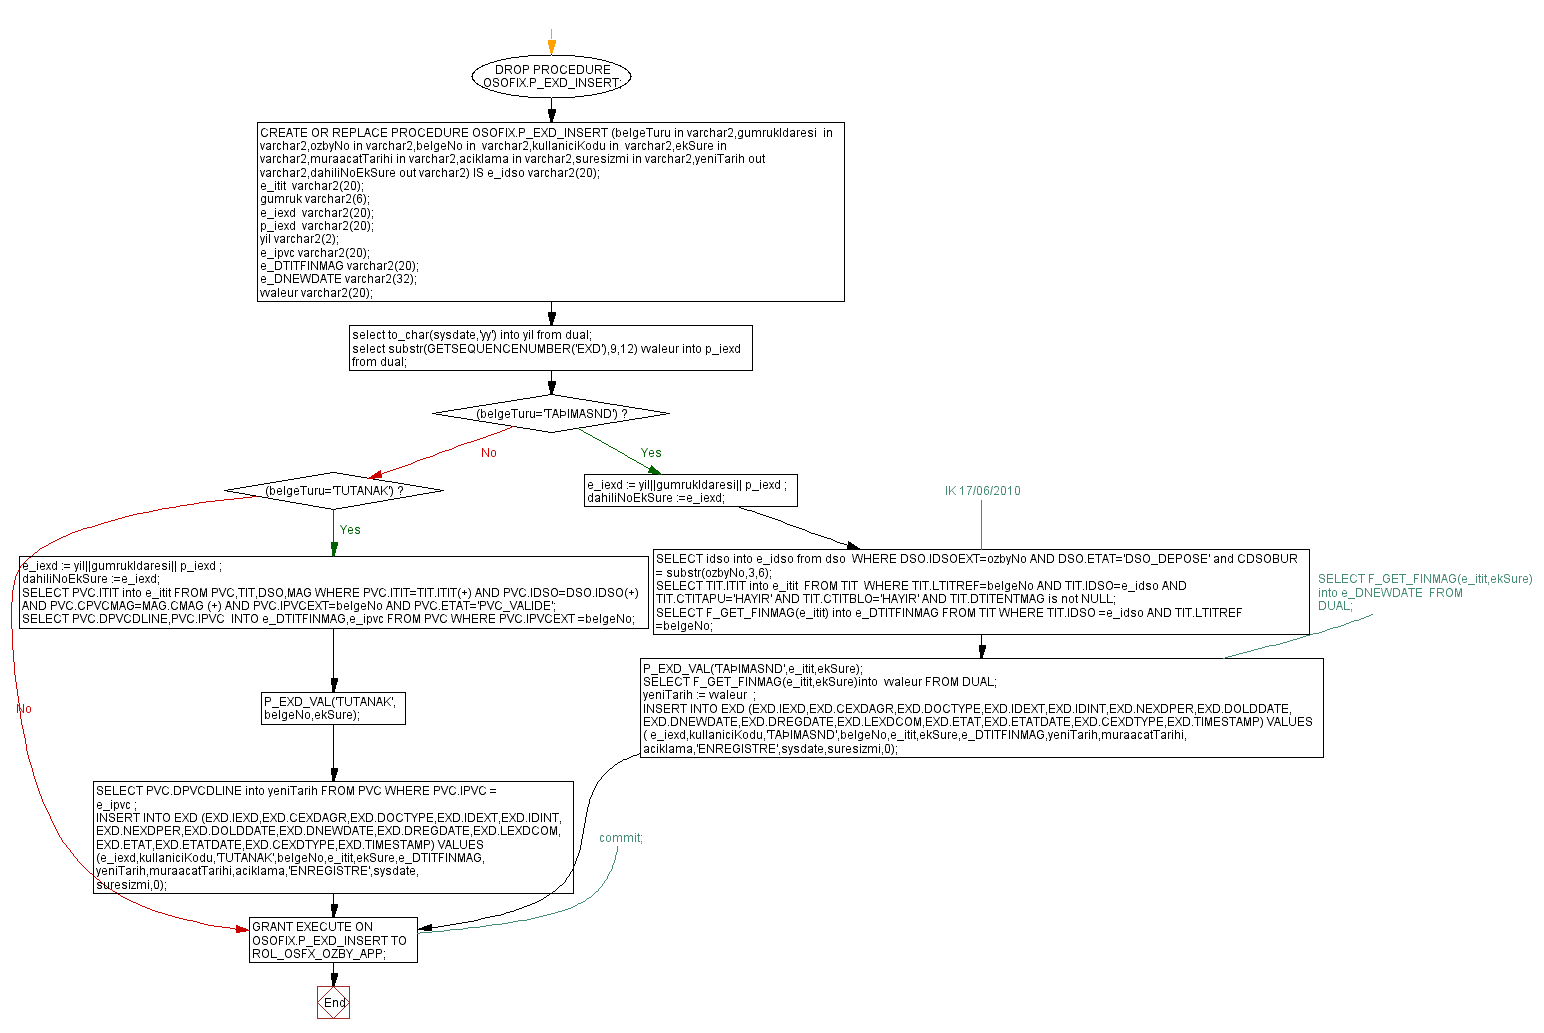 DROP PROCEDURE
OSOFIX.P_EXD_INSERT;
CREATE OR REPLACE PROCEDURE OSOFIX.P_EXD_INSERT (belgeTuru in varchar2,gumrukIdaresi  in
varchar2,ozbyNo in varchar2,belgeNo in  varchar2,kullaniciKodu in  varchar2,ekSure in
varchar2,muraacatTarihi in varchar2,aciklama in varchar2,suresizmi in varchar2,yeniTarih out
varchar2,dahiliNoEkSure out varchar2) IS e_idso varchar2(20);
e_itit  varchar2(20);
gumruk varchar2(6);
e_iexd  varchar2(20);
p_iexd  varchar2(20);
yil varchar2(2);
e_ipvc varchar2(20);
e_DTITFINMAG varchar2(20);
e_DNEWDATE varchar2(32);
vvaleur varchar2(20);
select to_char(sysdate,'yy') into yil from dual;
select substr(GETSEQUENCENUMBER('EXD'),9,12) vvaleur into p_iexd
from dual;
(belgeTuru='TAÞIMASND') ?
No
Yes
(belgeTuru='TUTANAK') ?
e_iexd := yil||gumrukIdaresi|| p_iexd ;
dahiliNoEkSure :=e_iexd;
IK 17/06/2010
Yes
SELECT idso into e_idso from dso  WHERE DSO.IDSOEXT=ozbyNo AND DSO.ETAT='DSO_DEPOSE' and CDSOBUR
= substr(ozbyNo,3,6);
SELECT TIT.ITIT into e_itit  FROM TIT  WHERE TIT.LTITREF=belgeNo AND TIT.IDSO=e_idso AND
TIT.CTITAPU='HAYIR' AND TIT.CTITBLO='HAYIR' AND TIT.DTITENTMAG is not NULL;
SELECT F_GET_FINMAG(e_itit) into e_DTITFINMAG FROM TIT WHERE TIT.IDSO =e_idso AND TIT.LTITREF
=belgeNo;
e_iexd := yil||gumrukIdaresi|| p_iexd ;
dahiliNoEkSure :=e_iexd;
SELECT PVC.ITIT into e_itit FROM PVC,TIT,DSO,MAG WHERE PVC.ITIT=TIT.ITIT(+) AND PVC.IDSO=DSO.IDSO(+)
AND PVC.CPVCMAG=MAG.CMAG (+) AND PVC.IPVCEXT=belgeNo AND PVC.ETAT='PVC_VALIDE';
SELECT PVC.DPVCDLINE,PVC.IPVC  INTO e_DTITFINMAG,e_ipvc FROM PVC WHERE PVC.IPVCEXT =belgeNo;
SELECT F_GET_FINMAG(e_itit,ekSure)
into e_DNEWDATE  FROM
DUAL;
P_EXD_VAL('TAÞIMASND',e_itit,ekSure);
SELECT F_GET_FINMAG(e_itit,ekSure)into  vvaleur FROM DUAL;
yeniTarih := vvaleur  ;
INSERT INTO EXD (EXD.IEXD,EXD.CEXDAGR,EXD.DOCTYPE,EXD.IDEXT,EXD.IDINT,EXD.NEXDPER,EXD.DOLDDATE,
EXD.DNEWDATE,EXD.DREGDATE,EXD.LEXDCOM,EXD.ETAT,EXD.ETATDATE,EXD.CEXDTYPE,EXD.TIMESTAMP) VALUES
( e_iexd,kullaniciKodu,'TAÞIMASND',belgeNo,e_itit,ekSure,e_DTITFINMAG,yeniTarih,muraacatTarihi,
aciklama,'ENREGISTRE',sysdate,suresizmi,0);
No
P_EXD_VAL('TUTANAK',
belgeNo,ekSure);
SELECT PVC.DPVCDLINE into yeniTarih FROM PVC WHERE PVC.IPVC =
e_ipvc ;
INSERT INTO EXD (EXD.IEXD,EXD.CEXDAGR,EXD.DOCTYPE,EXD.IDEXT,EXD.IDINT,
EXD.NEXDPER,EXD.DOLDDATE,EXD.DNEWDATE,EXD.DREGDATE,EXD.LEXDCOM,
EXD.ETAT,EXD.ETATDATE,EXD.CEXDTYPE,EXD.TIMESTAMP) VALUES
(e_iexd,kullaniciKodu,'TUTANAK',belgeNo,e_itit,ekSure,e_DTITFINMAG,
yeniTarih,muraacatTarihi,aciklama,'ENREGISTRE',sysdate,
suresizmi,0);
commit;
GRANT EXECUTE ON
OSOFIX.P_EXD_INSERT TO
ROL_OSFX_OZBY_APP;
End